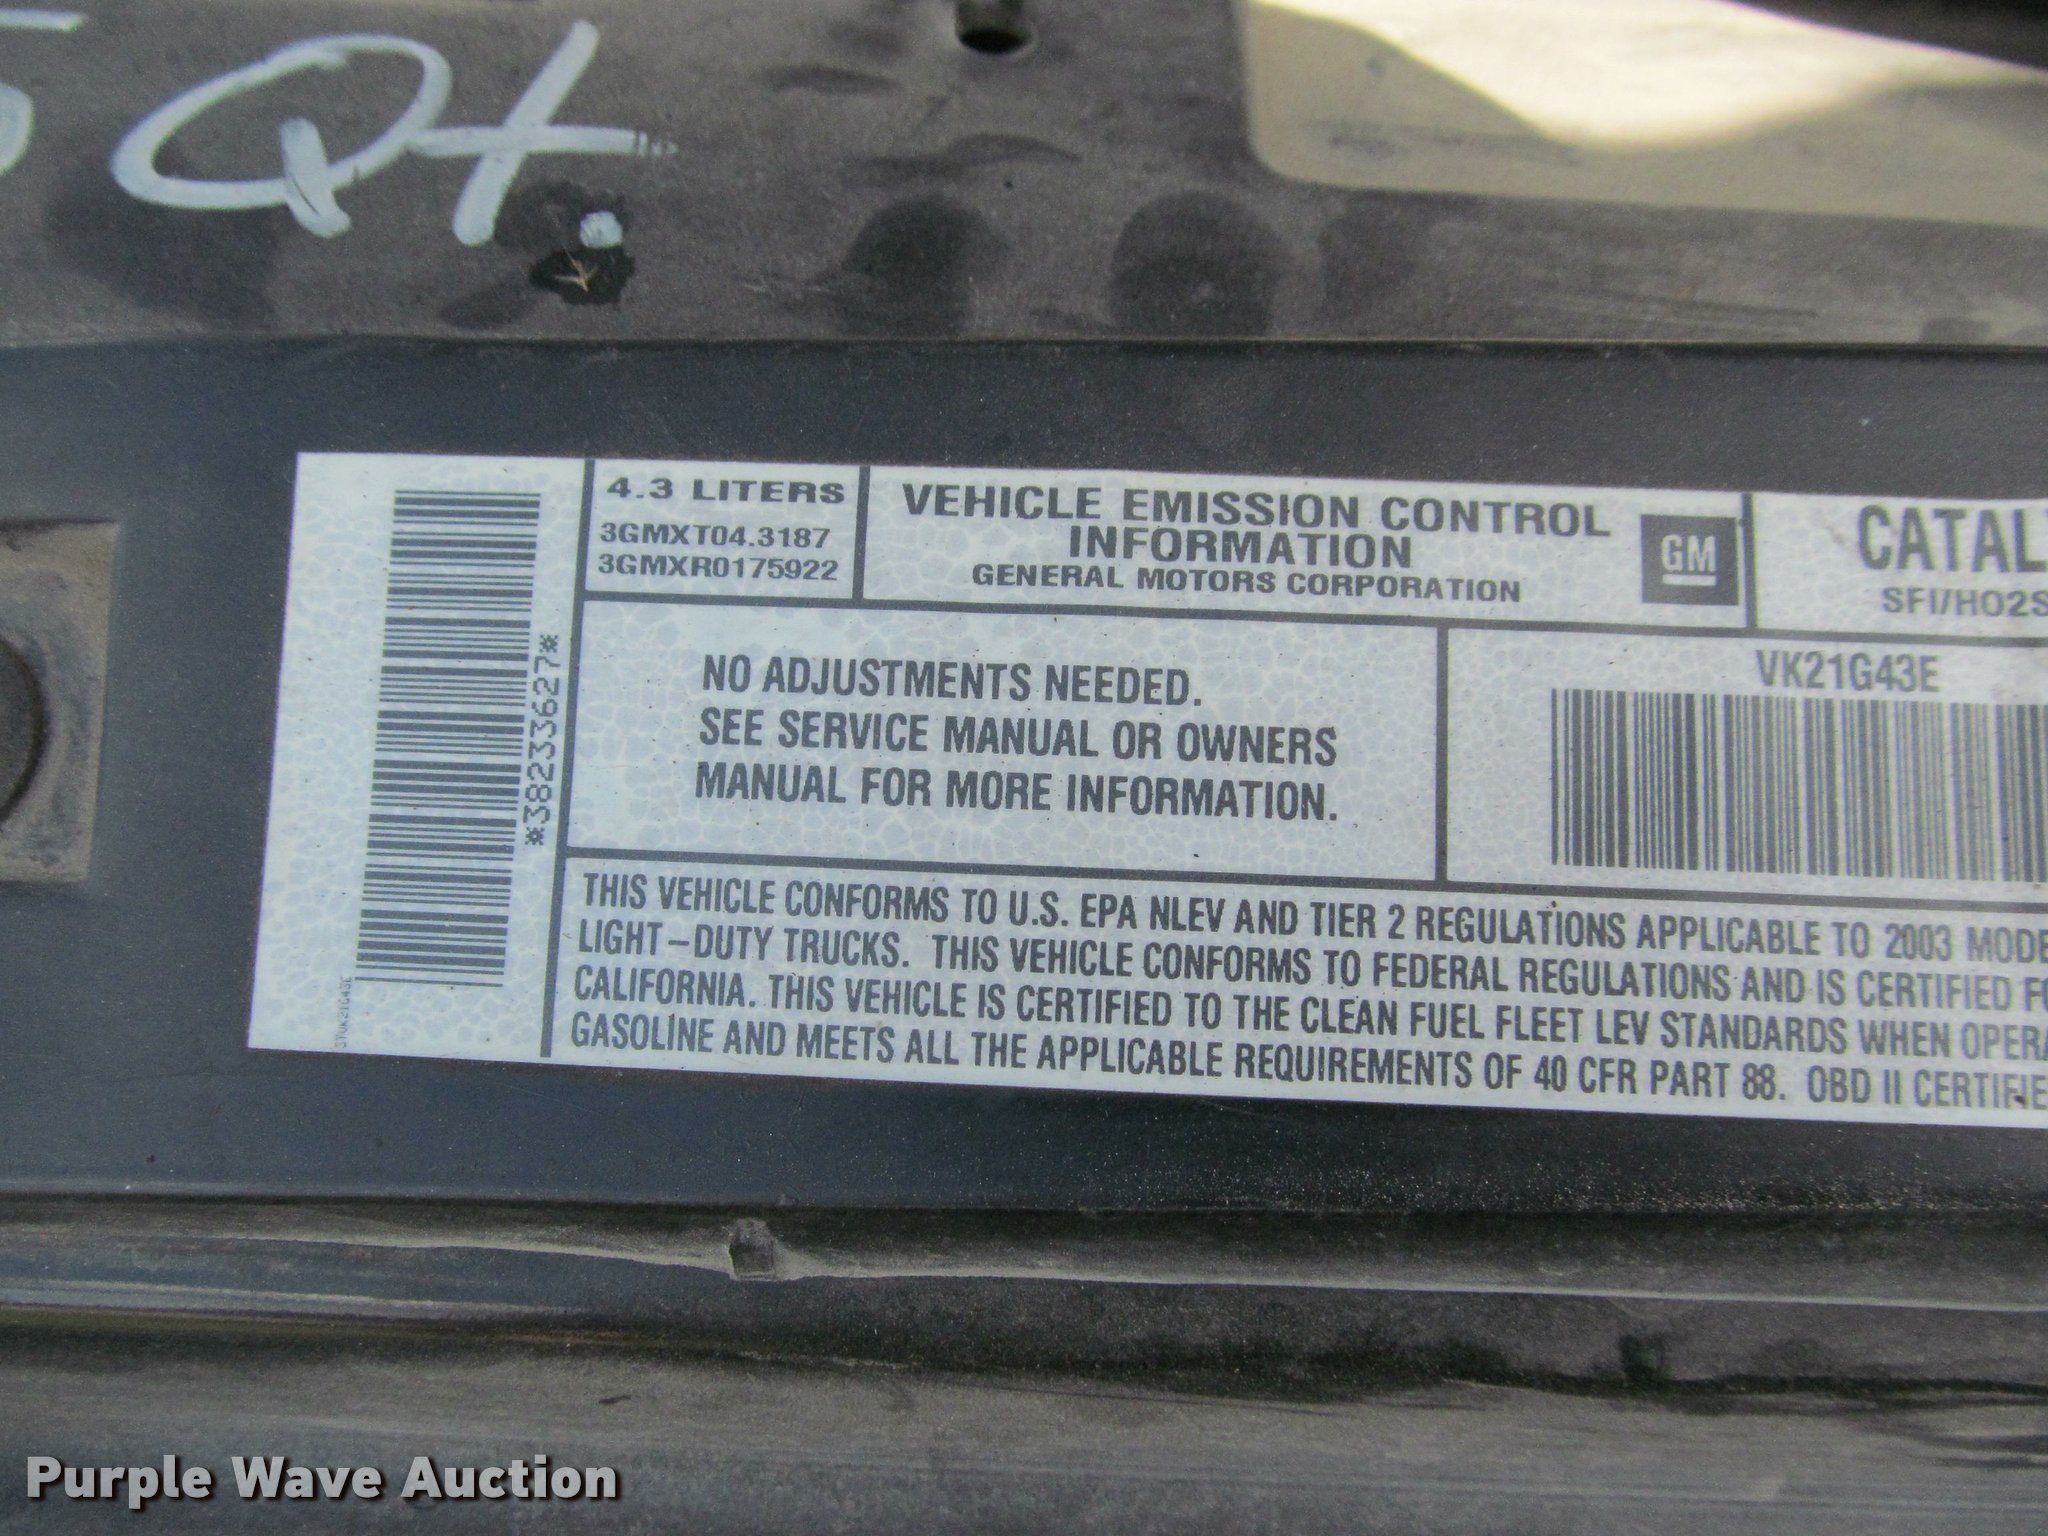 5 Qt.
4.3 LITERS
3GMXT04.3187
3GMXR0175922
VEHICLE EMISSION CONTROL
INFORMATION
GENERAL MOTORS CORPORATION
GM
CATAL
SFI/HO2S
*38233627*
NO ADJUSTMENTS NEEDED.
SEE SERVICE MANUAL OR OWNERS
MANUAL FOR MORE INFORMATION.
VK21G43E
THIS VEHICLE CONFORMS TO U.S. EPA NLEV AND TIER 2 REGULATIONS APPLICABLE TO 2003 MODE
LIGHT-DUTY TRUCKS. THIS VEHICLE CONFORMS TO FEDERAL REGULATIONS AND IS CERTIFIED FO
CALIFORNIA. THIS VEHICLE IS CERTIFIED TO THE CLEAN FUEL FLEET LEV STANDARDS WHEN OPERA
GASOLINE AND MEETS ALL THE APPLICABLE REQUIREMENTS OF 40 CFR PART 88. OBD II CERTIFIE
Purple Wave Auction